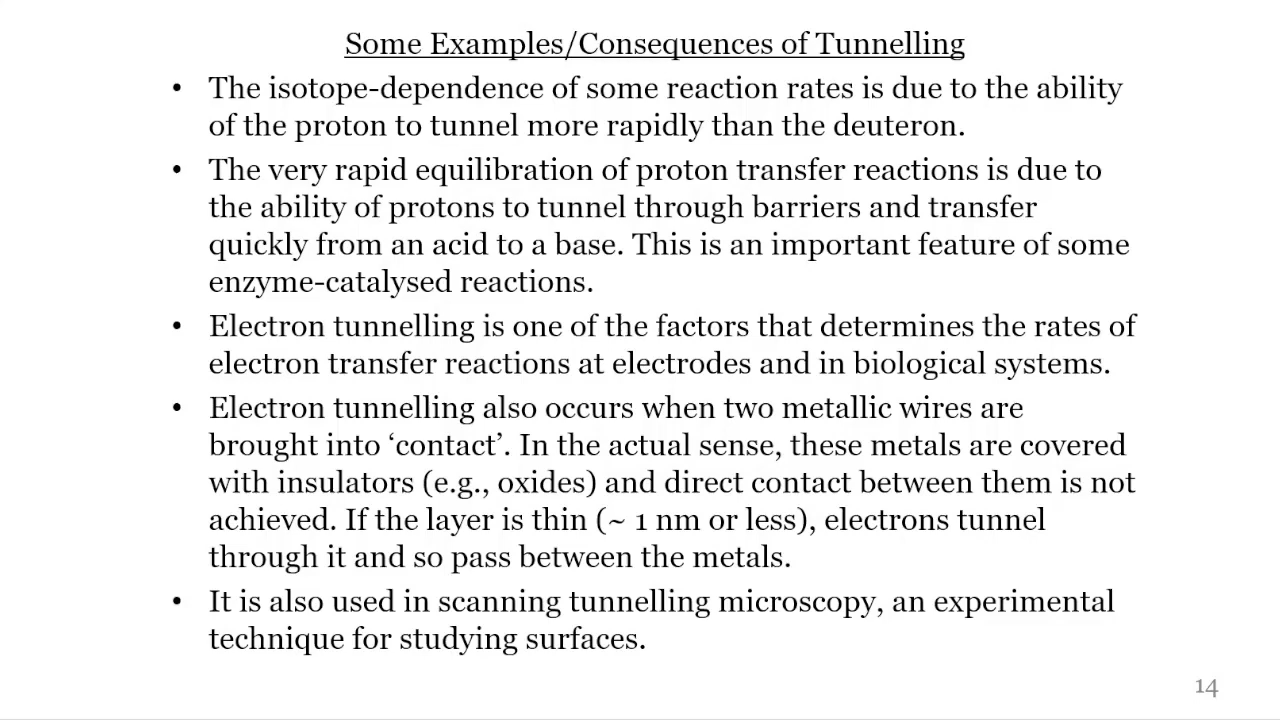 Some Examples/Consequences of Tunnelling
• The isotope-dependence of some reaction rates is due to the ability
of the proton to tunnel more rapidly than the deuteron.
• The very rapid equilibration of proton transfer reactions is due to
the ability of protons to tunnel through barriers and transfer
quickly from an acid to a base. This is an important feature of some
enzyme-catalysed reactions.
• Electron tunnelling is one of the factors that determines the rates of
electron transfer reactions at electrodes and in biological systems.
• Electron tunnelling also occurs when two metallic wires are
brought into ‘contact’. In the actual sense, these metals are covered
with insulators (e.g., oxides) and direct contact between them is not
achieved. If the layer is thin (~ 1 nm or less), electrons tunnel
through it and so pass between the metals.
• It is also used in scanning tunnelling microscopy, an experimental
technique for studying surfaces.
14